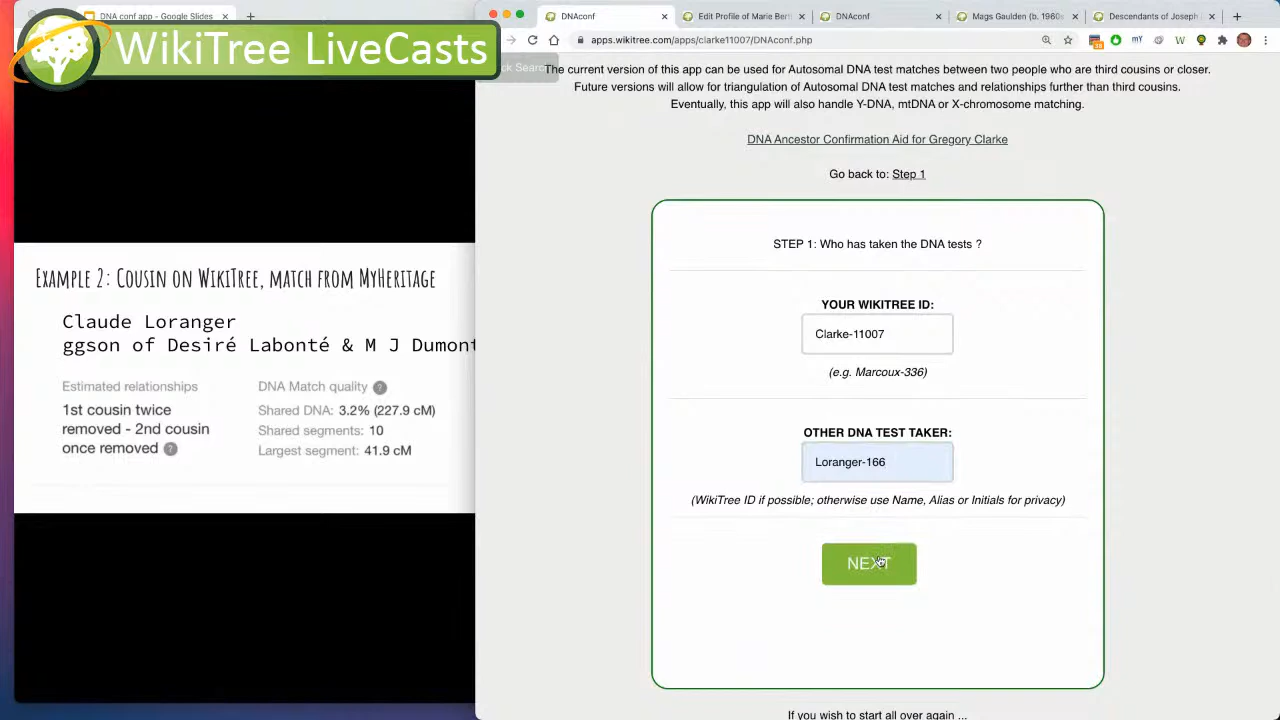 DNA conf app - Google Slides
WikiTree LiveCasts
Example 2: Cousin on WikiTree, match from MyHeritage
Claude Loranger
ggson of Desiré Labonté & M J Dumont
Estimated relationships
1st cousin twice
removed - 2nd cousin
once removed ?
DNA Match quality ?
Shared DNA: 3.2% (227.9 cM)
Shared segments: 10
Largest segment: 41.9 cM
DNAconf
Edit Profile of Marie Bert
DNAconf
Mags Gaulden (b. 1960s
Descendants of Joseph
apps.wikitree.com/apps/clarke11007/DNAconf.php
The current version of this app can be used for Autosomal DNA test matches between two people who are third cousins or closer.
Future versions will allow for triangulation of Autosomal DNA test matches and relationships further than third cousins.
Eventually, this app will also handle Y-DNA, mtDNA or X-chromosome matching.
DNA Ancestor Confirmation Aid for Gregory Clarke
Go back to: Step 1
STEP 1: Who has taken the DNA tests ?
YOUR WIKITREE ID:
Clarke-11007
(e.g. Marcoux-336)
OTHER DNA TEST TAKER:
Loranger-166
(WikiTree ID if possible; otherwise use Name, Alias or Initials for privacy)
NEXT
If you wish to start all over again ...